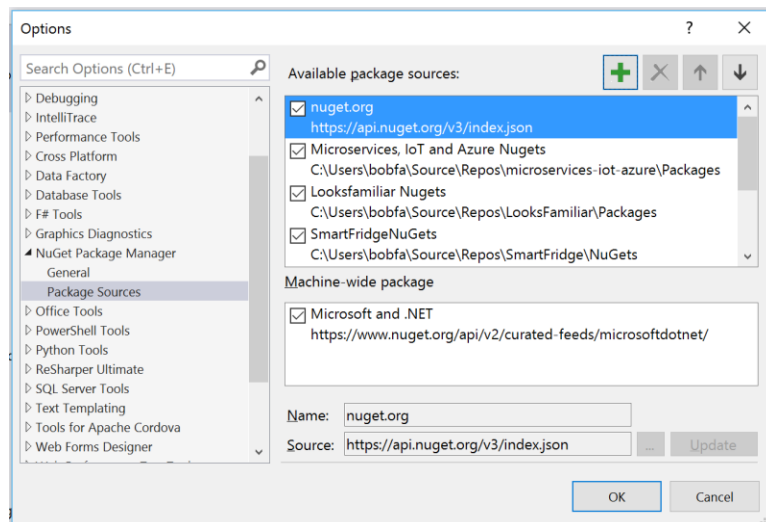 Options
?
Search Options (Ctrl+E)
Debugging
IntelliTrace
Performance Tools
Cross Platform
Data Factory
Database Tools
F# Tools
Graphics Diagnostics
NuGet Package Manager
General
Package Sources
Office Tools
PowerShell Tools
Python Tools
ReSharper Ultimate
SQL Server Tools
Text Templating
Tools for Apache Cordova
Web Forms Designer
Available package sources:
nuget.org
https://api.nuget.org/v3/index.json
Microservices, IoT and Azure Nugets
C:\Users\bobfa\Source\Repos\microservices-iot-azure\Packages
Looksfamiliar Nugets
C:\Users\bobfa\Source\Repos\LooksFamiliar\Packages
SmartFridgeNuGets
C:\Users\bobfa\Source\Repos\SmartFridge\NuGets
Machine-wide package
Microsoft and .NET
https://www.nuget.org/api/v2/curated-feeds/microsoftdotnet/
Name: nuget.org
Source: https://api.nuget.org/v3/index.json ... Update
OK Cancel